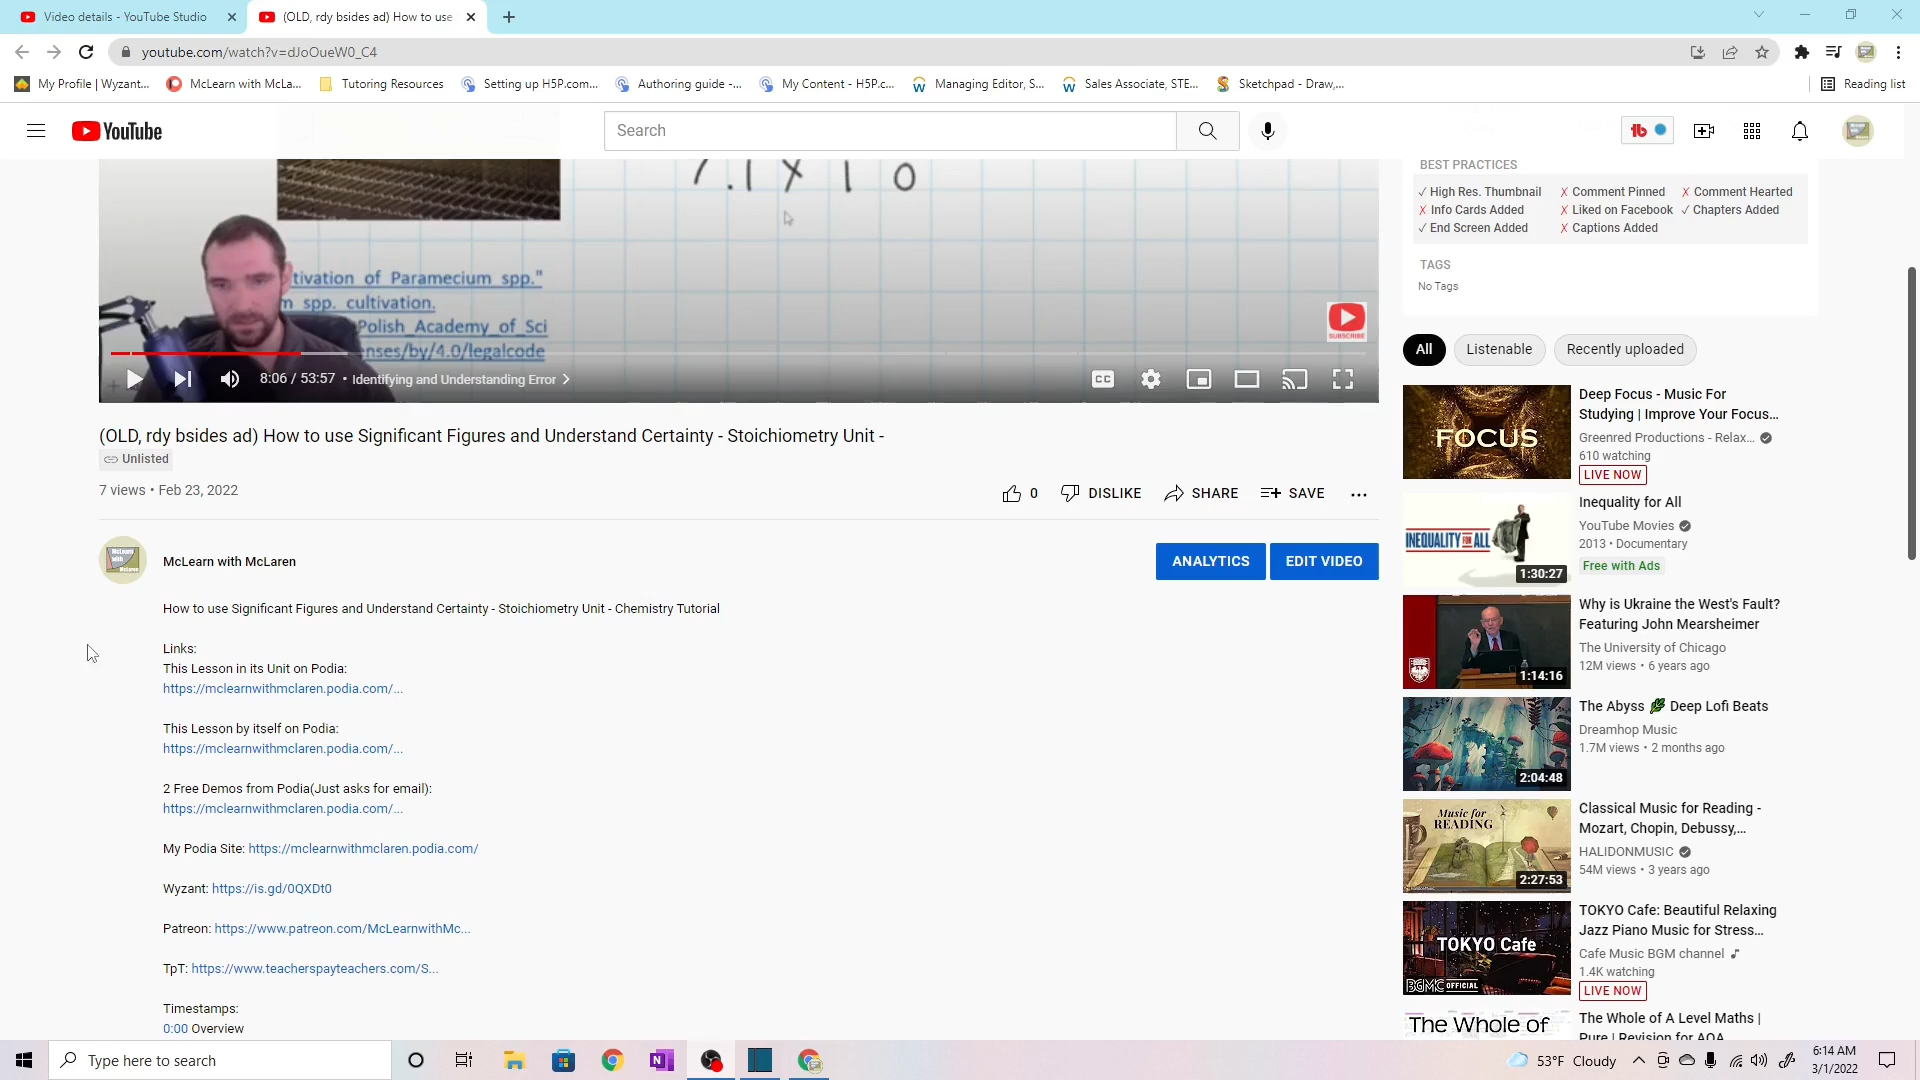 Video details - YouTube Studio
(OLD, rdy bsides ad) How to use
youtube.com/watch?v=dJoOueW0_C4
My Profile | Wyzant...
McLearn with McLa...
Tutoring Resources
Setting up H5P.com...
Authoring guide -...
My Content - H5P.c...
Managing Editor, S...
Sales Associate, STE...
Sketchpad - Draw,...
Reading list
YouTube
Search
7.1 x 10
tivation of Paramecium spp."
m spp. cultivation.
Polish_Academy_of_Sci
enses/by/4.0/legalcode
SUBSCRIBE
8:06 / 53:57 • Identifying and Understanding Error
CC
(OLD, rdy bsides ad) How to use Significant Figures and Understand Certainty - Stoichiometry Unit -
Unlisted
7 views • Feb 23, 2022
0
DISLIKE
SHARE
SAVE
McLearn with McLaren
ANALYTICS
EDIT VIDEO
How to use Significant Figures and Understand Certainty - Stoichiometry Unit - Chemistry Tutorial
Links:
This Lesson in its Unit on Podia:
https://mclearnwithmclaren.podia.com/...
This Lesson by itself on Podia:
https://mclearnwithmclaren.podia.com/...
2 Free Demos from Podia(Just asks for email):
https://mclearnwithmclaren.podia.com/...
My Podia Site: https://mclearnwithmclaren.podia.com/
Wyzant: https://is.gd/0QXDt0
Patreon: https://www.patreon.com/McLearnwithMc...
TpT: https://www.teacherspayteachers.com/S...
Timestamps:
0:00 Overview
BEST PRACTICES
✓ High Res. Thumbnail
✗ Comment Pinned
✗ Comment Hearted
✗ Info Cards Added
✗ Liked on Facebook
✓ Chapters Added
✓ End Screen Added
✗ Captions Added
TAGS
No Tags
All
Listenable
Recently uploaded
FOCUS
Deep Focus - Music For
Studying | Improve Your Focus...
Greenred Productions - Relax...
610 watching
LIVE NOW
INEQUALITY FOR ALL
1:30:27
Inequality for All
YouTube Movies
2013 • Documentary
Free with Ads
1:14:16
Why is Ukraine the West's Fault?
Featuring John Mearsheimer
The University of Chicago
12M views • 6 years ago
2:04:48
The Abyss 🌿 Deep Lofi Beats
Dreamhop Music
1.7M views • 2 months ago
Music for
READING
2:27:53
Classical Music for Reading -
Mozart, Chopin, Debussy,...
HALIDONMUSIC
54M views • 3 years ago
TOKYO Cafe
BGMC OFFICIAL
TOKYO Cafe: Beautiful Relaxing
Jazz Piano Music for Stress...
Cafe Music BGM channel
1.4K watching
LIVE NOW
The Whole of
The Whole of A Level Maths |
Pure | Revision for AQA
Type here to search
53°F Cloudy
6:14 AM
3/1/2022